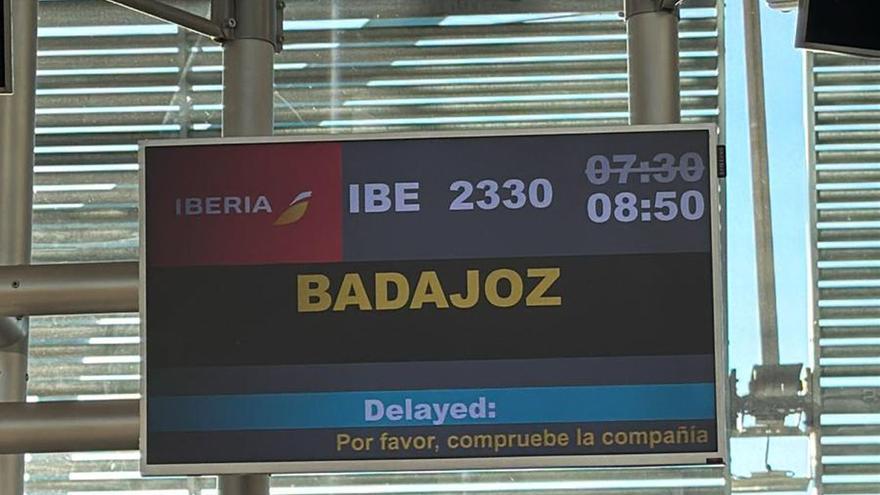 IBERIA IBE 2330 07:30
08:50
BADAJOZ
Delayed:
Por favor, compruebe la compañía